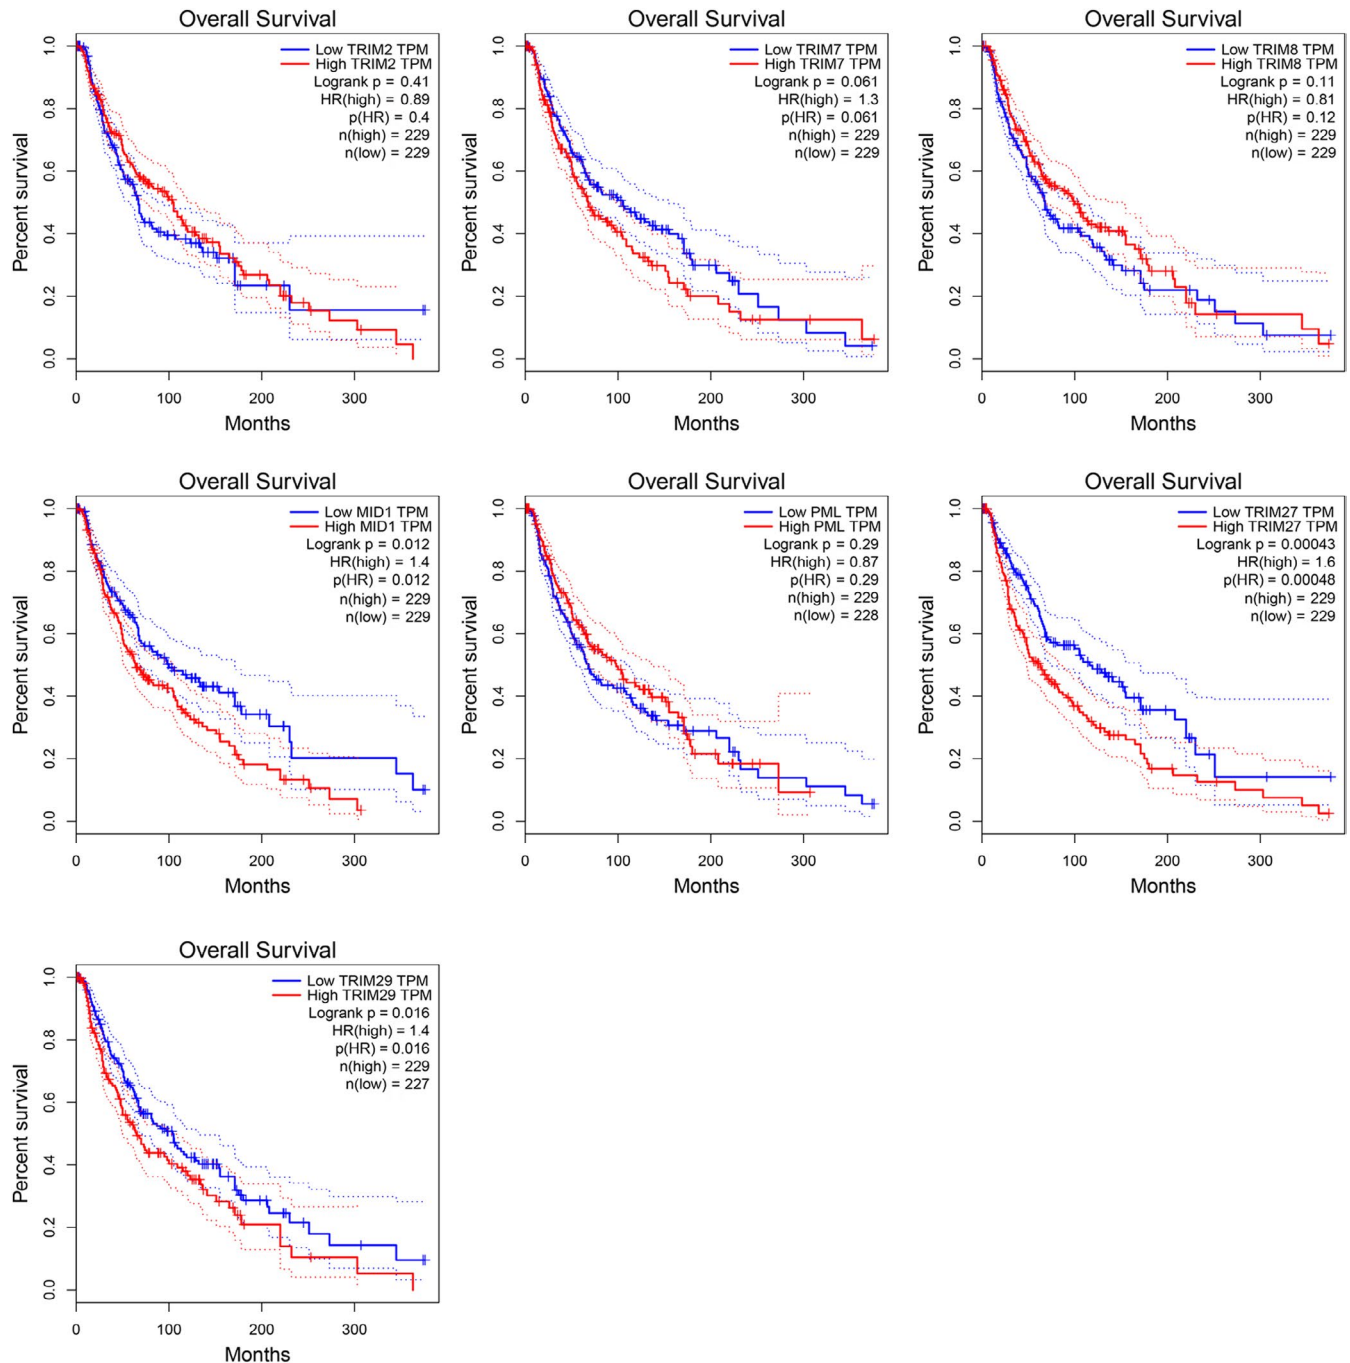 Overall Survival
Low TRIM2 TPM
High TRIM2 TPM
Logrank p = 0.41
HR(high) = 0.89
p(HR) = 0.4
n(high) = 229
n(low) = 229
Percent survival
1.0
0.8
0.6
0.4
0.2
0.0
0 100 200 300
Months
Overall Survival
Low TRIM7 TPM
High TRIM7 TPM
Logrank p = 0.061
HR(high) = 1.3
p(HR) = 0.061
n(high) = 229
n(low) = 229
Percent survival
1.0
0.8
0.6
0.4
0.2
0.0
0 100 200 300
Months
Overall Survival
Low TRIM8 TPM
High TRIM8 TPM
Logrank p = 0.11
HR(high) = 0.81
p(HR) = 0.12
n(high) = 229
n(low) = 229
Percent survival
1.0
0.8
0.6
0.4
0.2
0.0
0 100 200 300
Months
Overall Survival
Low MID1 TPM
High MID1 TPM
Logrank p = 0.012
HR(high) = 1.4
p(HR) = 0.012
n(high) = 229
n(low) = 229
Percent survival
1.0
0.8
0.6
0.4
0.2
0.0
0 100 200 300
Months
Overall Survival
Low PML TPM
High PML TPM
Logrank p = 0.29
HR(high) = 0.87
p(HR) = 0.29
n(high) = 229
n(low) = 228
Percent survival
1.0
0.8
0.6
0.4
0.2
0.0
0 100 200 300
Months
Overall Survival
Low TRIM27 TPM
High TRIM27 TPM
Logrank p = 0.00043
HR(high) = 1.6
p(HR) = 0.00048
n(high) = 229
n(low) = 229
Percent survival
1.0
0.8
0.6
0.4
0.2
0.0
0 100 200 300
Months
Overall Survival
Low TRIM29 TPM
High TRIM29 TPM
Logrank p = 0.016
HR(high) = 1.4
p(HR) = 0.016
n(high) = 229
n(low) = 227
Percent survival
1.0
0.8
0.6
0.4
0.2
0.0
0 100 200 300
Months